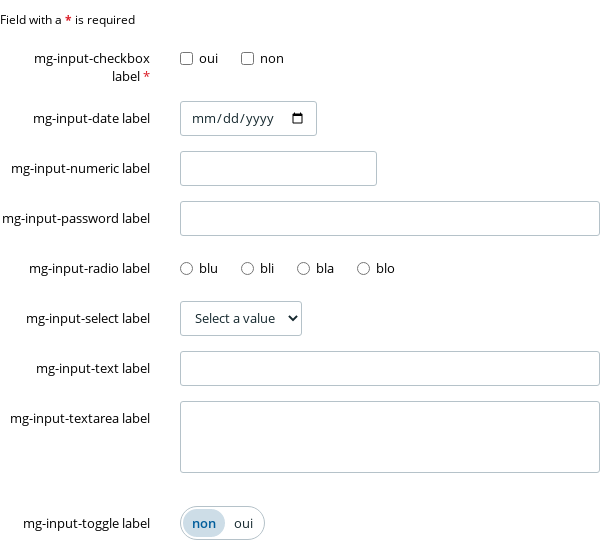 Field with a * is required
mg-input-checkbox label * oui non
mg-input-date label mm/dd/yyyy
mg-input-numeric label
mg-input-password label
mg-input-radio label blu bli bla blo
mg-input-select label Select a value
mg-input-text label
mg-input-textarea label
mg-input-toggle label non oui